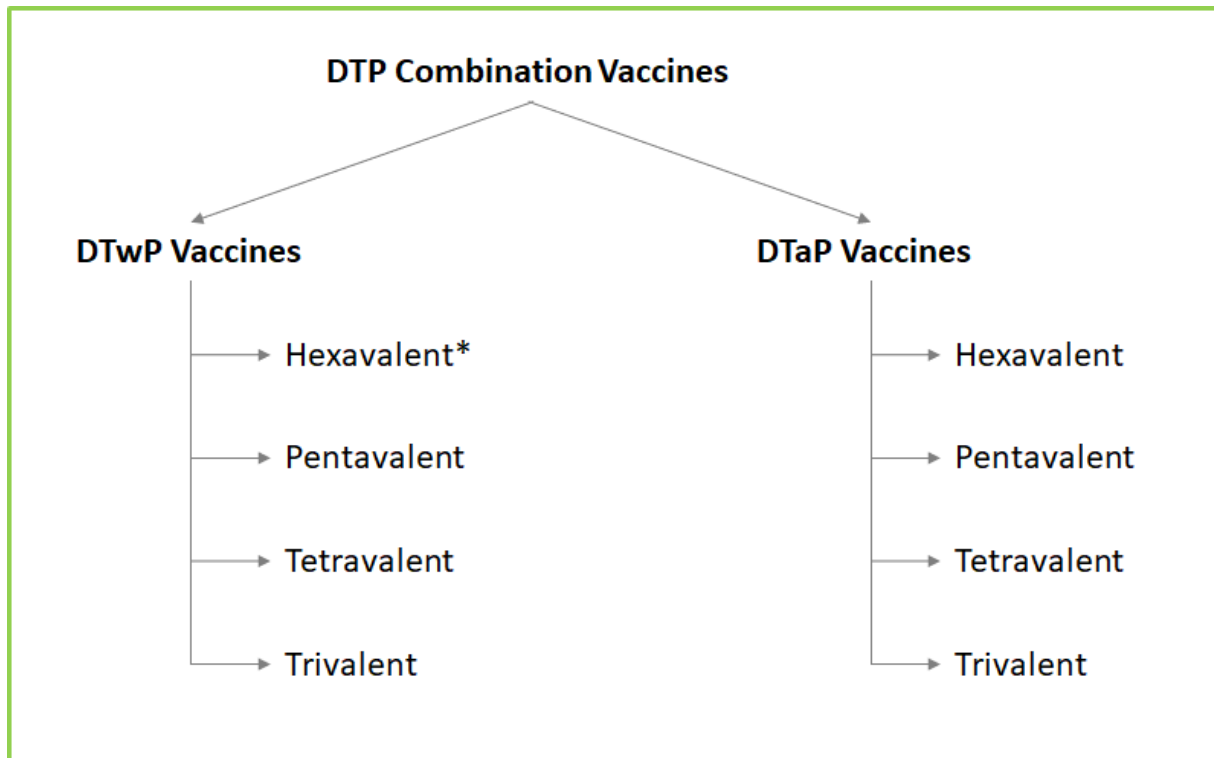 DTP Combination Vaccines
DTwP Vaccines
DTaP Vaccines
Hexavalent*
Hexavalent
Pentavalent
Pentavalent
Tetravalent
Tetravalent
Trivalent
Trivalent